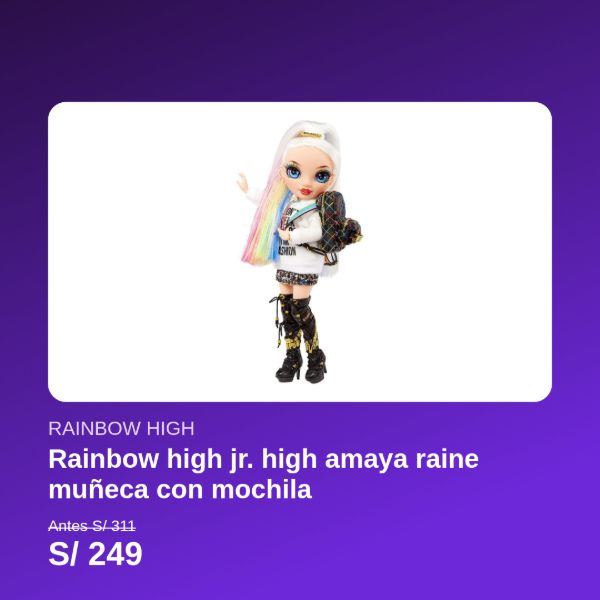 RAINBOW HIGH
Rainbow high jr. high amaya raine
muñeca con mochila
Antes S/ 311
S/ 249